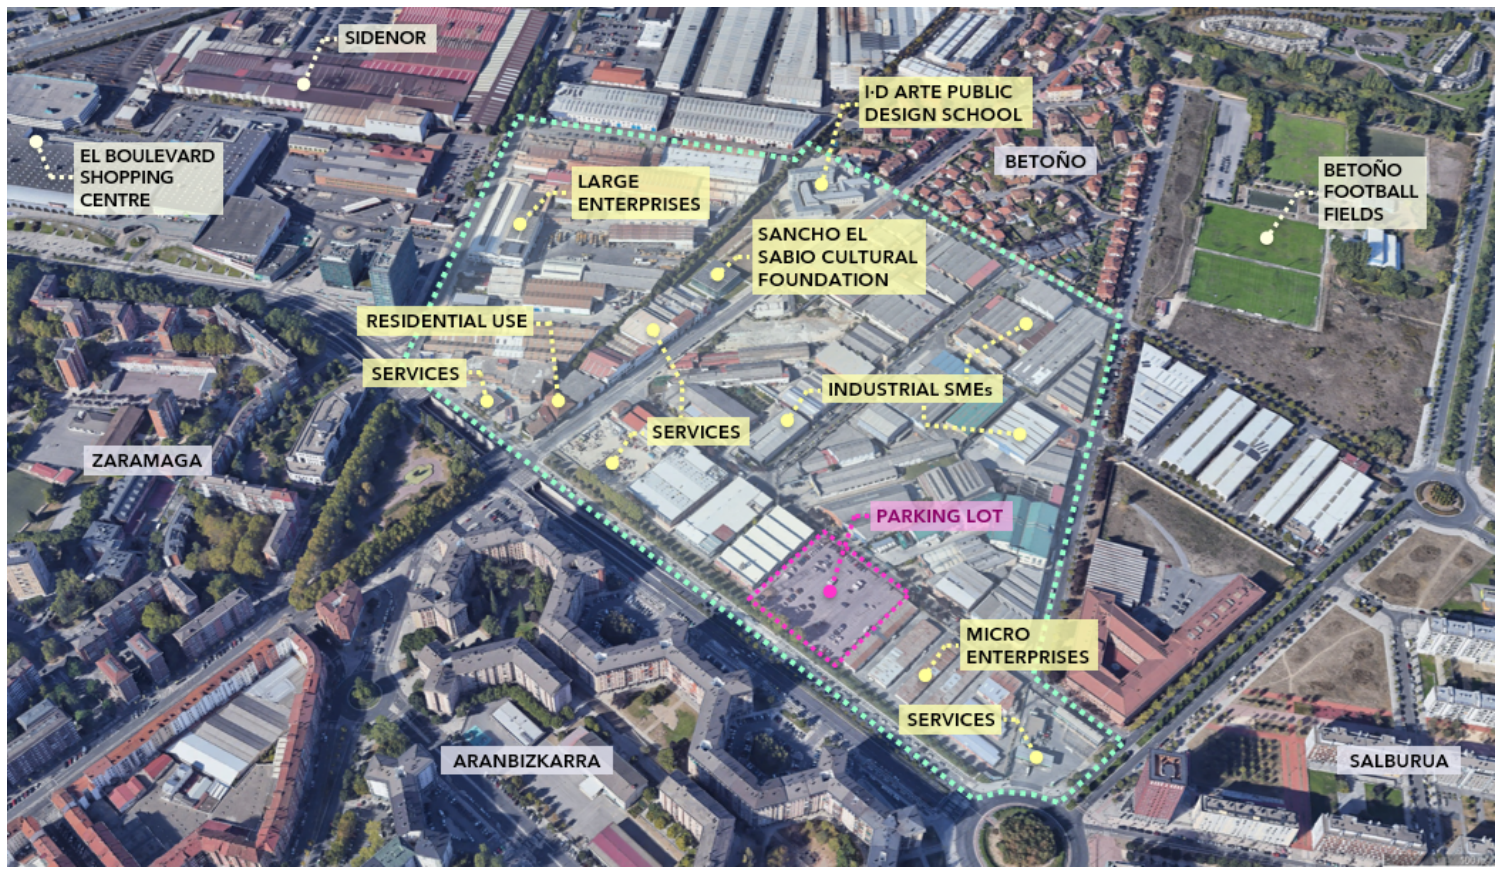 SIDENOR
I·D ARTE PUBLIC
DESIGN SCHOOL
EL BOULEVARD
SHOPPING
CENTRE
BETOÑO
BETOÑO
FOOTBALL
FIELDS
LARGE
ENTERPRISES
SANCHO EL
SABIO CULTURAL
FOUNDATION
RESIDENTIAL USE
SERVICES
INDUSTRIAL SMEs
SERVICES
ZARAMAGA
PARKING LOT
MICRO
ENTERPRISES
SERVICES
ARANBIZKARRA
SALBURUA